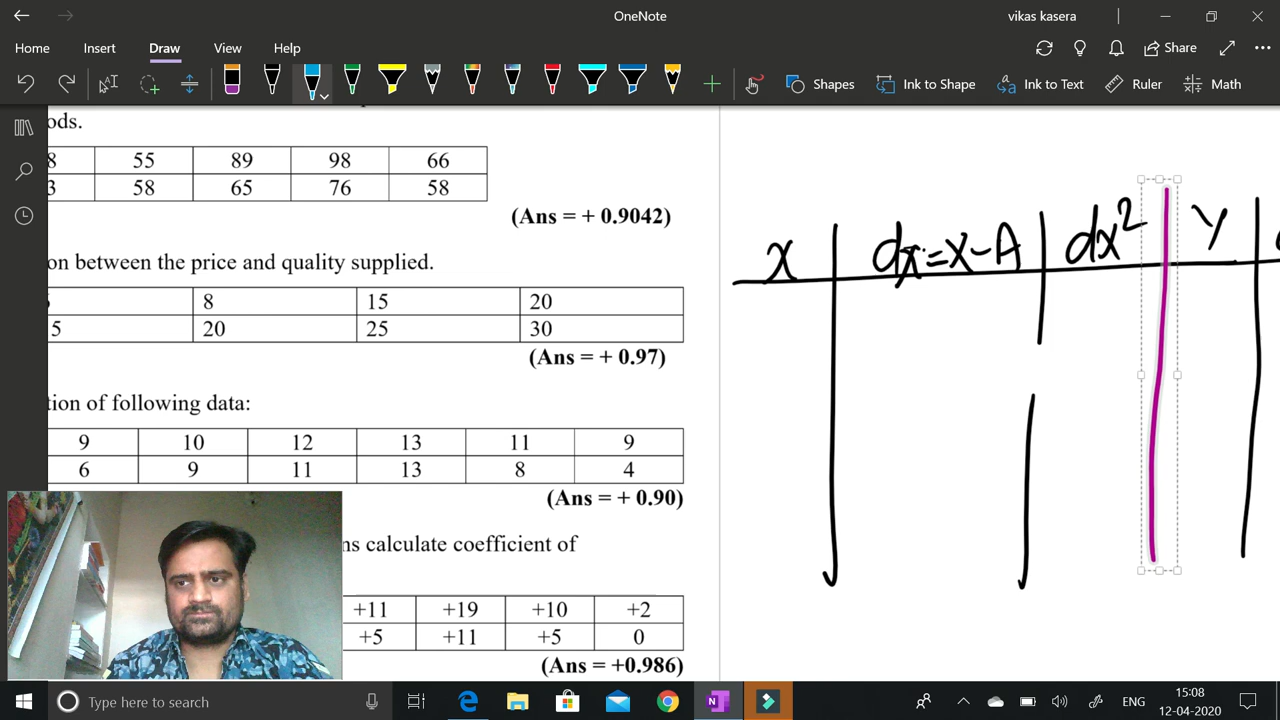 OneNote
vikas kasera
Home Insert Draw View Help
Share
Shapes Ink to Shape Ink to Text Ruler Math
ods.
8 55 89 98 66
3 58 65 76 58
(Ans = + 0.9042)
on between the price and quality supplied.
8 15 20
5 20 25 30
(Ans = + 0.97)
tion of following data:
9 10 12 13 11 9
6 9 11 13 8 4
(Ans = + 0.90)
ns calculate coefficient of
+11 +19 +10 +2
+5 +11 +5 0
(Ans = +0.986)
x dx=x-A dx² y
Type here to search
ENG
15:08
12-04-2020